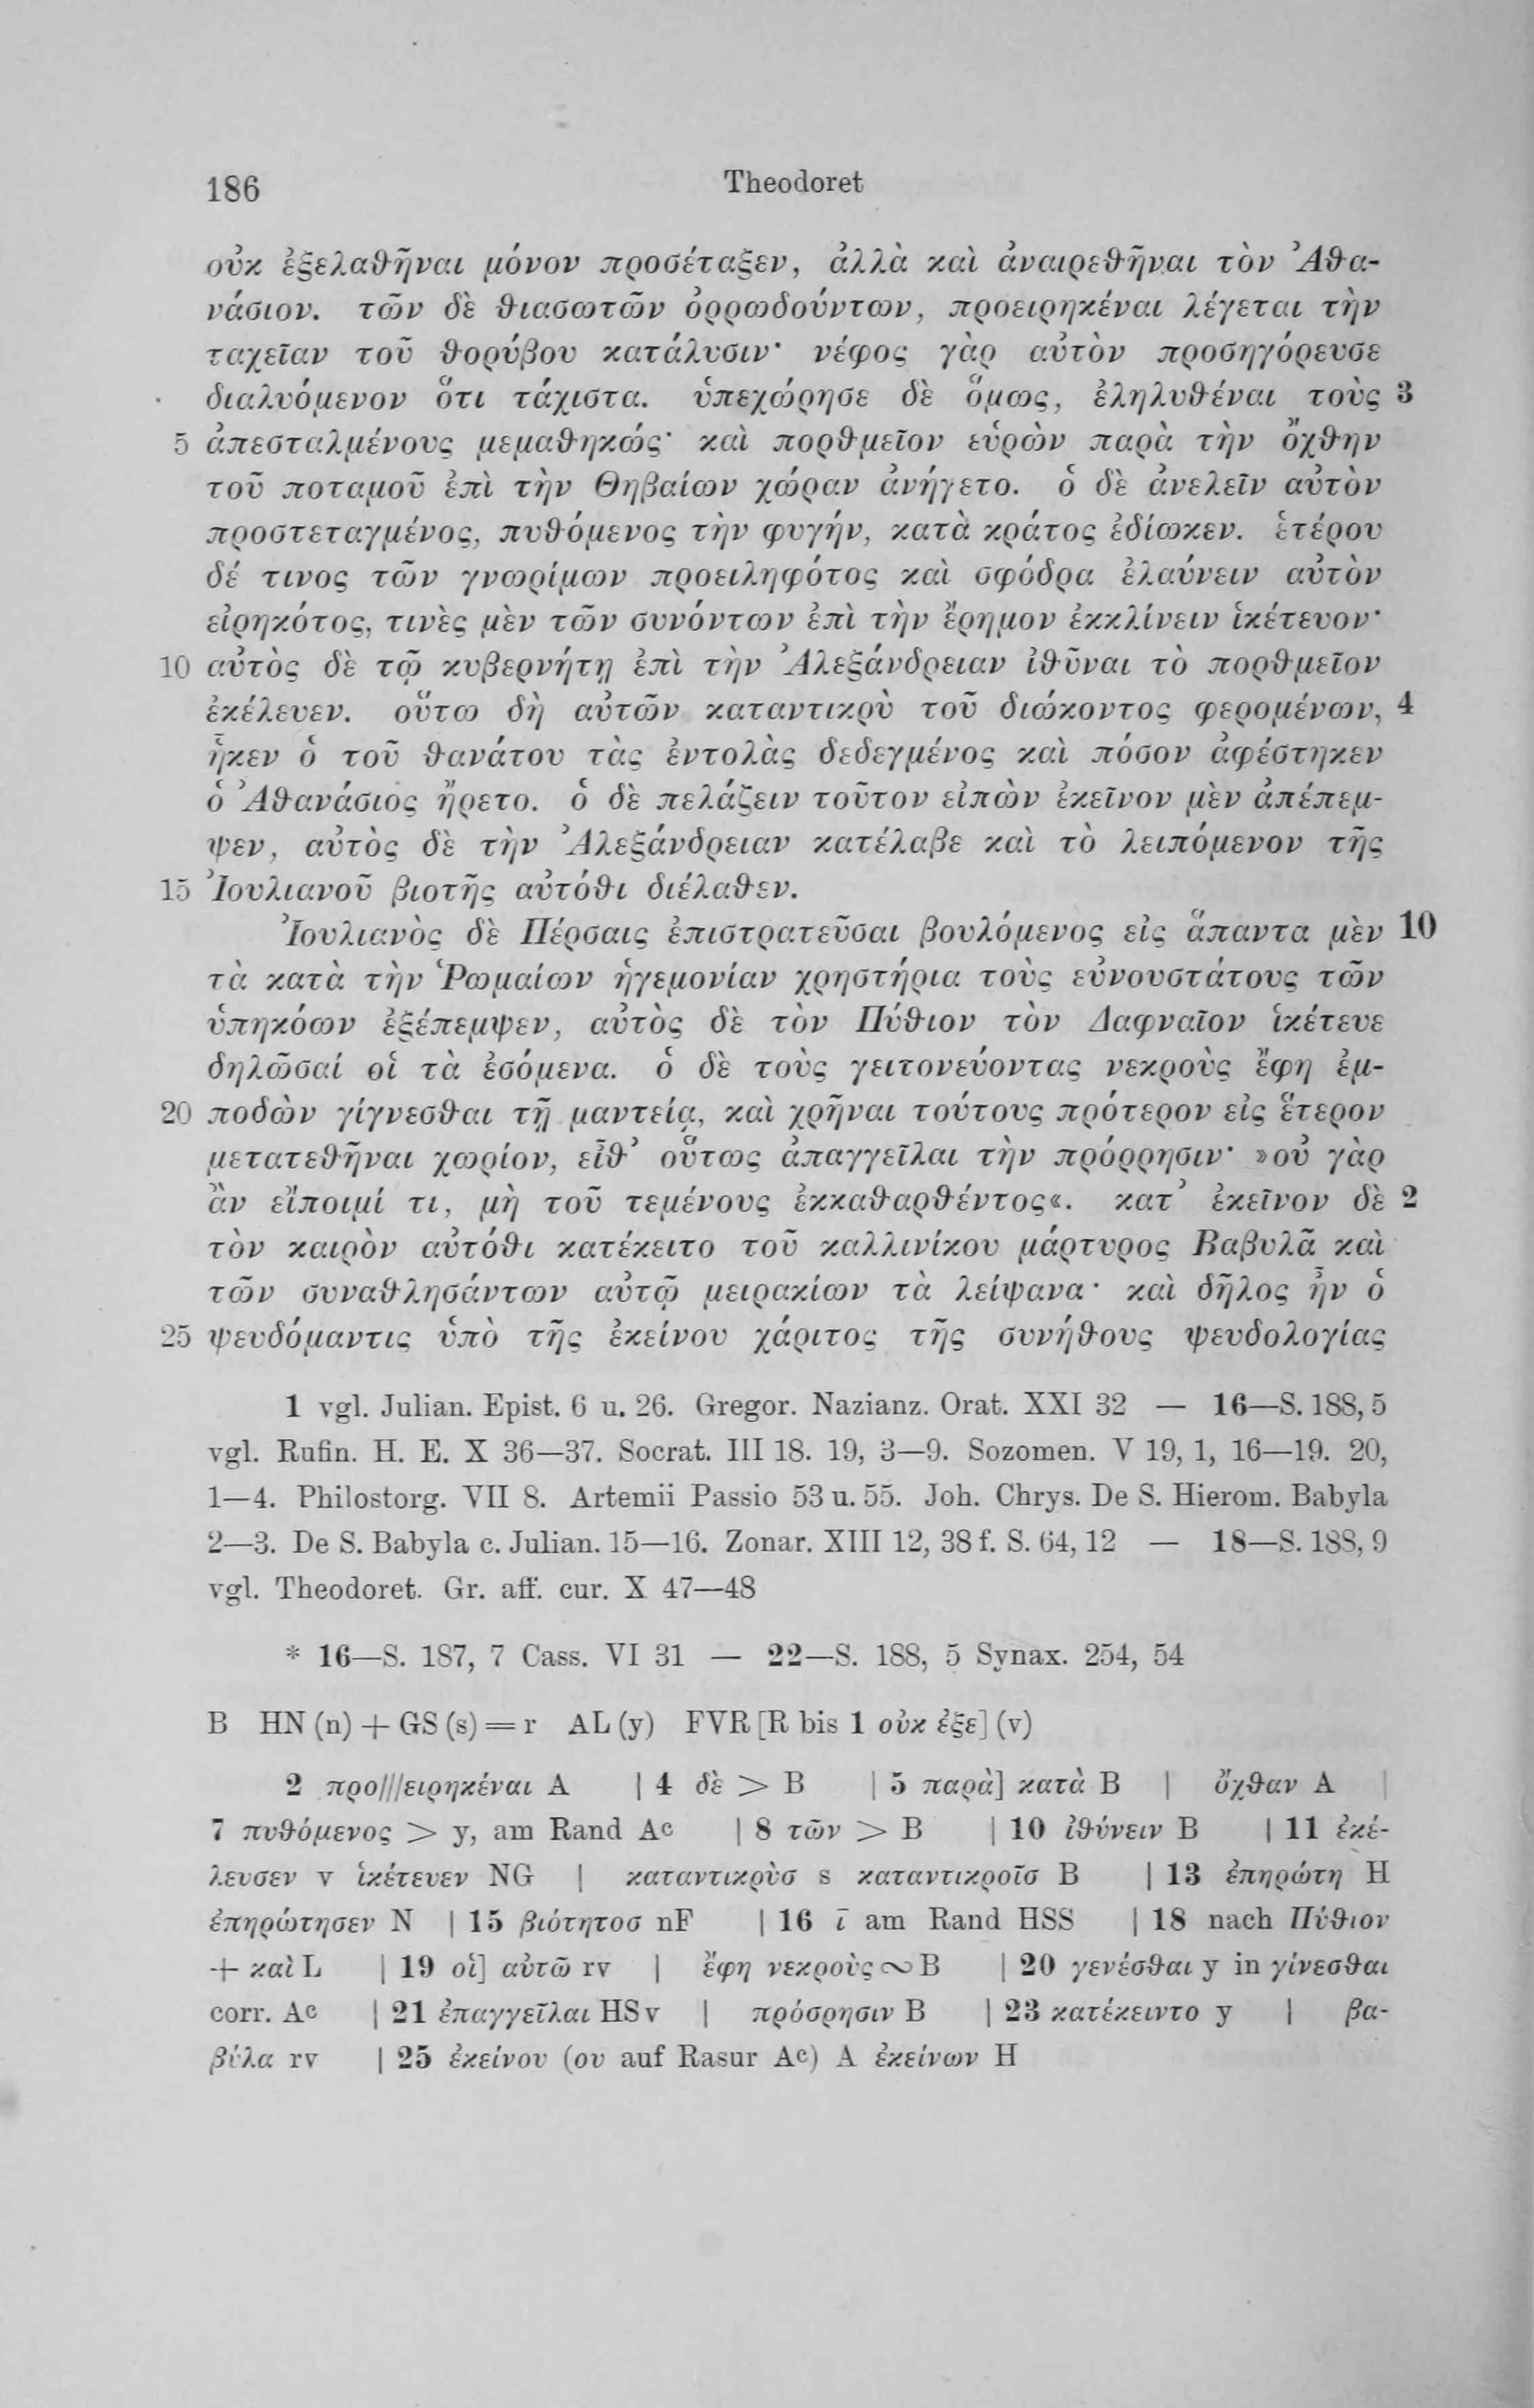 186 Theodoret
οὐκ ἐξελαθῆναι μόνον προσέταξεν, ἀλλὰ καὶ ἀναιρεθῆναι τὸν Ἀθα-
νάσιον. τῶν δὲ θιασωτῶν ὀρρωδούντων, προειρηκέναι λέγεται τὴν
ταχεῖαν τοῦ θορύβου κατάλυσιν· νέφος γὰρ αὐτὸν προσηγόρευσε
διαλυόμενον ὅτι τάχιστα. ὑπεχώρησε δὲ ὅμως, ἐληλυθέναι τοὺς 3
5 ἀπεσταλμένους μεμαθηκώς· καὶ πορθμεῖον εὑρὼν παρὰ τὴν ὄχθην
τοῦ ποταμοῦ ἐπὶ τὴν Θηβαίων χώραν ἀνήγετο. ὁ δὲ ἀνελεῖν αὐτὸν
προστεταγμένος, πυθόμενος τὴν φυγήν, κατὰ κράτος ἐδίωκεν. ἑτέρου
δέ τινος τῶν γνωρίμων προειληφότος καὶ σφόδρα ἐλαύνειν αὐτὸν
εἰρηκότος, τινὲς μὲν τῶν συνόντων ἐπὶ τὴν ἔρημον ἐκκλίνειν ἱκέτευον·
10 αὐτὸς δὲ τῷ κυβερνήτῃ ἐπὶ τὴν Ἀλεξάνδρειαν ἰθῦναι τὸ πορθμεῖον
ἐκέλευεν. οὕτω δὴ αὐτῶν καταντικρὺ τοῦ διώκοντος φερομένων, 4
ἧκεν ὁ τοῦ θανάτου τὰς ἐντολὰς δεδεγμένος καὶ πόσον ἀφέστηκεν
ὁ Ἀθανάσιος ἤρετο. ὁ δὲ πελάζειν τοῦτον εἰπὼν ἐκεῖνον μὲν ἀπέπεμ-
ψεν, αὐτὸς δὲ τὴν Ἀλεξάνδρειαν κατέλαβε καὶ τὸ λειπόμενον τῆς
15 Ἰουλιανοῦ βιοτῆς αὐτόθι διέλαθεν.
Ἰουλιανὸς δὲ Πέρσαις ἐπιστρατεῦσαι βουλόμενος εἰς ἅπαντα μὲν 10
τὰ κατὰ τὴν Ῥωμαίων ἡγεμονίαν χρηστήρια τοὺς εὐνουστάτους τῶν
ὑπηκόων ἐξέπεμψεν, αὐτὸς δὲ τὸν Πύθιον τὸν Δαφναῖον ἱκέτευε
δηλῶσαί οἱ τὰ ἐσόμενα. ὁ δὲ τοὺς γειτονεύοντας νεκροὺς ἔφη ἐμ-
20 ποδὼν γίγνεσθαι τῇ μαντείᾳ, καὶ χρῆναι τούτους πρότερον εἰς ἕτερον
μετατεθῆναι χωρίον, εἶθ’ οὕτως ἀπαγγεῖλαι τὴν πρόρρησιν· »οὐ γὰρ
ἂν εἴποιμί τι, μὴ τοῦ τεμένους ἐκκαθαρθέντος«. κατ’ ἐκεῖνον δὲ 2
τὸν καιρὸν αὐτόθι κατέκειτο τοῦ καλλινίκου μάρτυρος Βαβυλᾶ καὶ
τῶν συναθλησάντων αὐτῷ μειρακίων τὰ λείψανα· καὶ δῆλος ἦν ὁ
25 ψευδόμαντις ὑπὸ τῆς ἐκείνου χάριτος τῆς συνήθους ψευδολογίας
1 vgl. Julian. Epist. 6 u. 26. Gregor. Nazianz. Orat. XXI 32 — 16—S. 188, 5
vgl. Rufin. H. E. X 36—37. Socrat. III 18. 19, 3—9. Sozomen. V 19, 1, 16—19. 20,
1—4. Philostorg. VII 8. Artemii Passio 53 u. 55. Joh. Chrys. De S. Hierom. Babyla
2—3. De S. Babyla c. Julian. 15—16. Zonar. XIII 12, 38 f. S. 64, 12 — 18—S. 188, 9
vgl. Theodoret. Gr. aff. cur. X 47—48
* 16—S. 187, 7 Cass. VI 31 — 22—S. 188, 5 Synax. 254, 54
B HN (n) + GS (s) = r AL (y) FVR [R bis 1 οὐκ ἐξε] (v)
2 προ///ειρηκέναι A | 4 δὲ > B | 5 παρὰ] κατὰ B | ὄχθαν A |
7 πυθόμενος > y, am Rand Aᶜ | 8 τῶν > B | 10 ἰθύνειν B | 11 ἐκέ-
λευσεν v ἱκέτευεν NG | καταντικρὺσ s καταντικροῖσ B | 13 ἐπηρώτη H
ἐπηρώτησεν N | 15 βιότητοσ nF | 16 ῑ am Rand HSS | 18 nach Πύθιον
+ καὶ L | 19 οἱ] αὐτῶ rv | ἔφη νεκροὺς ∾ B | 20 γενέσθαι y in γίνεσθαι
corr. Aᶜ | 21 ἐπαγγεῖλαι HSv | πρόσρησιν B | 23 κατέκειντο y | βα-
βύλα rv | 25 ἐκείνου (ου auf Rasur Aᶜ) A ἐκείνων H